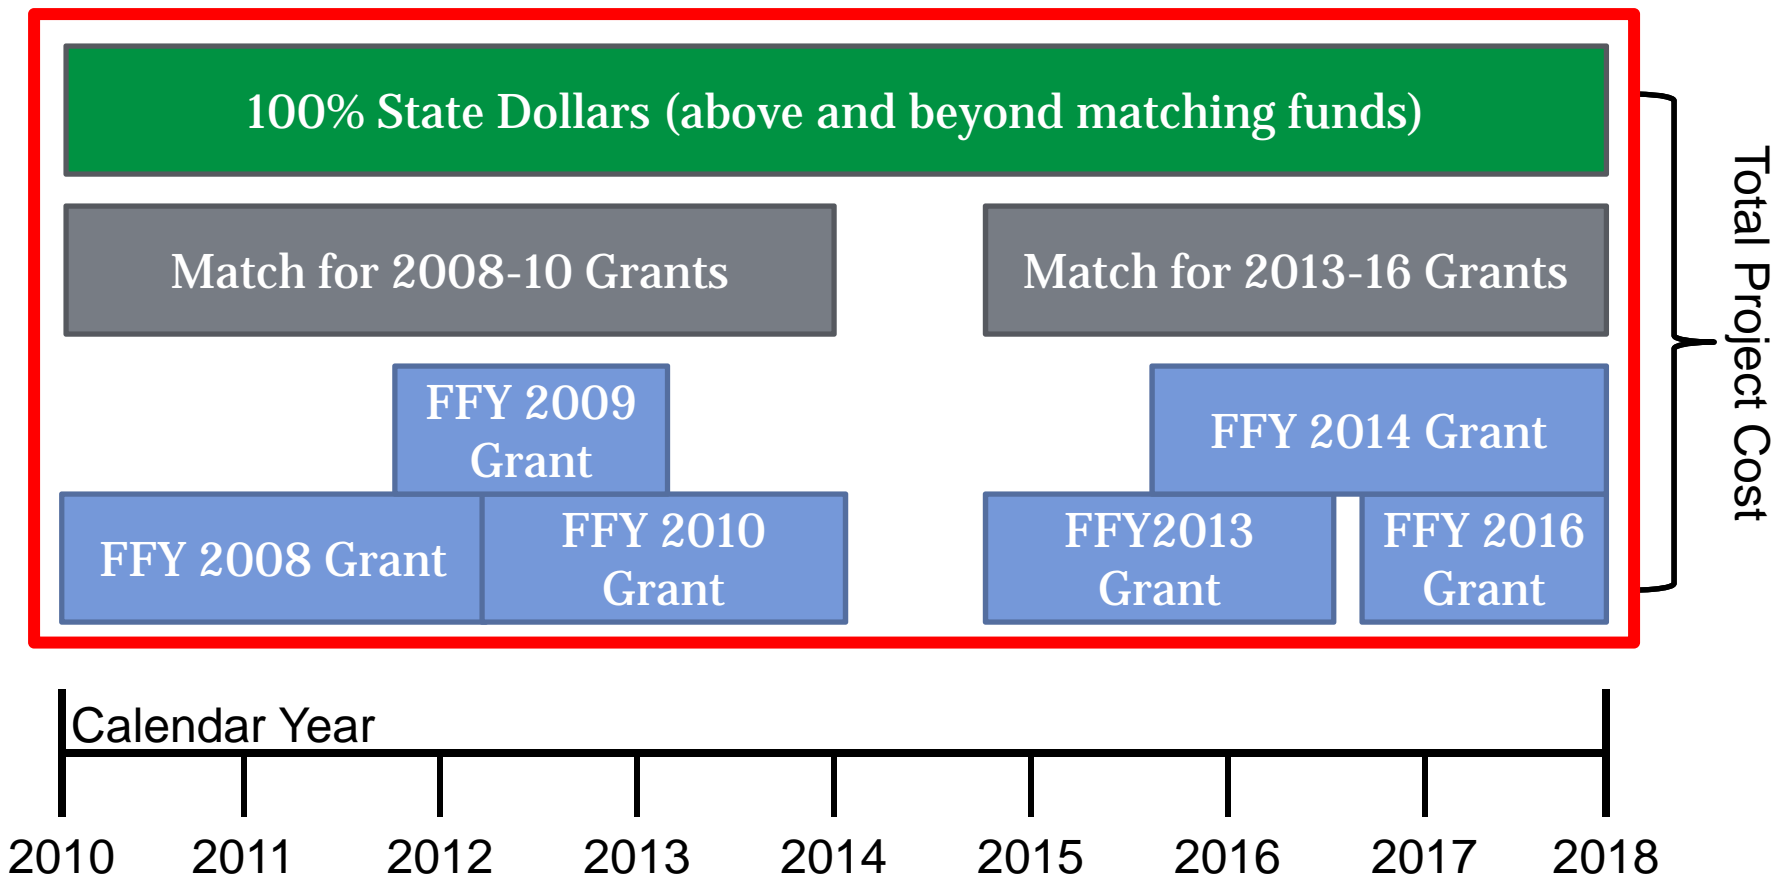 100% State Dollars (above and beyond matching funds)
Match for 2008-10 Grants
Match for 2013-16 Grants
FFY 2009
Grant
FFY 2014 Grant
FFY 2008 Grant
FFY 2010
Grant
FFY2013
Grant
FFY 2016
Grant
Total Project Cost
Calendar Year
2010
2011
2012
2013
2014
2015
2016
2017
2018